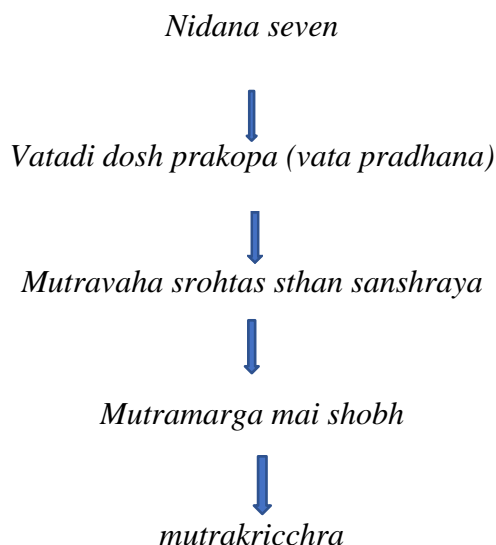 Nidana seven
Vatadi dosh prakopa (vata pradhana)
Mutravaha srohtas sthan sanshraya
Mutramarga mai shobh
mutrakricchra